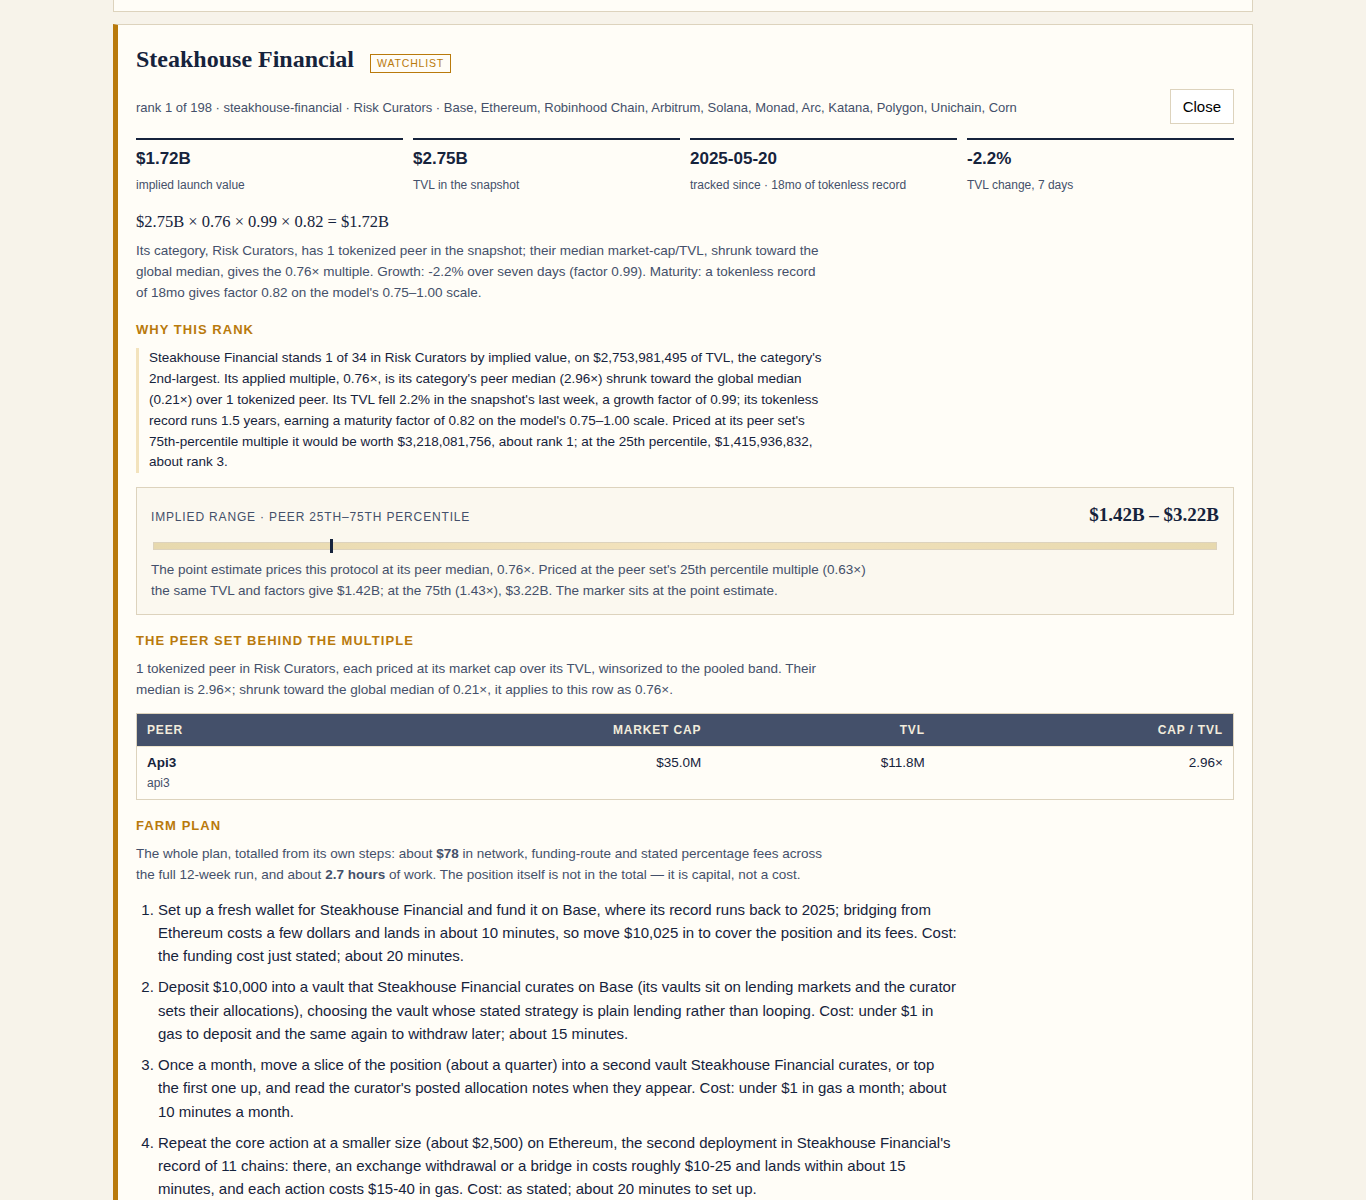 Steakhouse Financial WATCHLIST
rank 1 of 198 · steakhouse-financial · Risk Curators · Base, Ethereum, Robinhood Chain, Arbitrum, Solana, Monad, Arc, Katana, Polygon, Unichain, Corn
Close
$1.72B
implied launch value
$2.75B
TVL in the snapshot
2025-05-20
tracked since · 18mo of tokenless record
-2.2%
TVL change, 7 days
$2.75B × 0.76 × 0.99 × 0.82 = $1.72B
Its category, Risk Curators, has 1 tokenized peer in the snapshot; their median market-cap/TVL, shrunk toward the
global median, gives the 0.76× multiple. Growth: -2.2% over seven days (factor 0.99). Maturity: a tokenless record
of 18mo gives factor 0.82 on the model's 0.75–1.00 scale.
WHY THIS RANK
Steakhouse Financial stands 1 of 34 in Risk Curators by implied value, on $2,753,981,495 of TVL, the category's
2nd-largest. Its applied multiple, 0.76×, is its category's peer median (2.96×) shrunk toward the global median
(0.21×) over 1 tokenized peer. Its TVL fell 2.2% in the snapshot's last week, a growth factor of 0.99; its tokenless
record runs 1.5 years, earning a maturity factor of 0.82 on the model's 0.75–1.00 scale. Priced at its peer set's
75th-percentile multiple it would be worth $3,218,081,756, about rank 1; at the 25th percentile, $1,415,936,832,
about rank 3.
IMPLIED RANGE · PEER 25TH–75TH PERCENTILE
$1.42B – $3.22B
The point estimate prices this protocol at its peer median, 0.76×. Priced at the peer set's 25th percentile multiple (0.63×)
the same TVL and factors give $1.42B; at the 75th (1.43×), $3.22B. The marker sits at the point estimate.
THE PEER SET BEHIND THE MULTIPLE
1 tokenized peer in Risk Curators, each priced at its market cap over its TVL, winsorized to the pooled band. Their
median is 2.96×; shrunk toward the global median of 0.21×, it applies to this row as 0.76×.
PEER MARKET CAP TVL CAP / TVL
Api3 $35.0M $11.8M 2.96×
api3
FARM PLAN
The whole plan, totalled from its own steps: about $78 in network, funding-route and stated percentage fees across
the full 12-week run, and about 2.7 hours of work. The position itself is not in the total — it is capital, not a cost.
1. Set up a fresh wallet for Steakhouse Financial and fund it on Base, where its record runs back to 2025; bridging from
Ethereum costs a few dollars and lands in about 10 minutes, so move $10,025 in to cover the position and its fees. Cost:
the funding cost just stated; about 20 minutes.
2. Deposit $10,000 into a vault that Steakhouse Financial curates on Base (its vaults sit on lending markets and the curator
sets their allocations), choosing the vault whose stated strategy is plain lending rather than looping. Cost: under $1 in
gas to deposit and the same again to withdraw later; about 15 minutes.
3. Once a month, move a slice of the position (about a quarter) into a second vault Steakhouse Financial curates, or top
the first one up, and read the curator's posted allocation notes when they appear. Cost: under $1 in gas a month; about
10 minutes a month.
4. Repeat the core action at a smaller size (about $2,500) on Ethereum, the second deployment in Steakhouse Financial's
record of 11 chains: there, an exchange withdrawal or a bridge in costs roughly $10-25 and lands within about 15
minutes, and each action costs $15-40 in gas. Cost: as stated; about 20 minutes to set up.